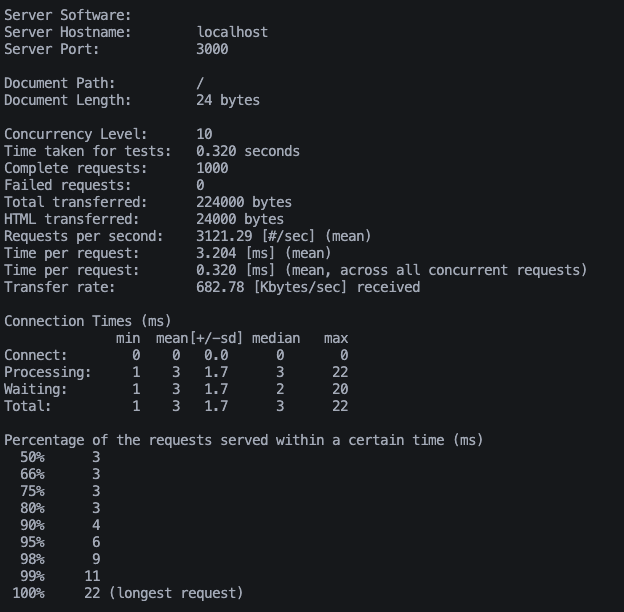 Server Software:
Server Hostname:        localhost
Server Port:            3000
Document Path:          /
Document Length:        24 bytes
Concurrency Level:      10
Time taken for tests:   0.320 seconds
Complete requests:      1000
Failed requests:        0
Total transferred:      224000 bytes
HTML transferred:       24000 bytes
Requests per second:    3121.29 [#/sec] (mean)
Time per request:       3.204 [ms] (mean)
Time per request:       0.320 [ms] (mean, across all concurrent requests)
Transfer rate:          682.78 [Kbytes/sec] received
Connection Times (ms)
              min  mean[+/-sd] median   max
Connect:        0    0   0.0      0       0
Processing:     1    3   1.7      3      22
Waiting:        1    3   1.7      2      20
Total:          1    3   1.7      3      22
Percentage of the requests served within a certain time (ms)
  50%      3
  66%      3
  75%      3
  80%      3
  90%      4
  95%      6
  98%      9
  99%     11
 100%     22 (longest request)